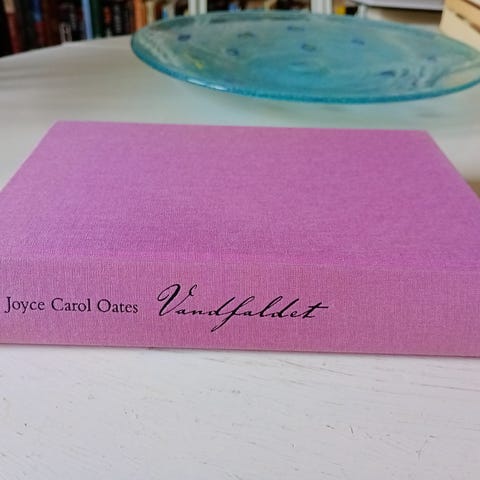 Joyce Carol Oates Vandfaldet